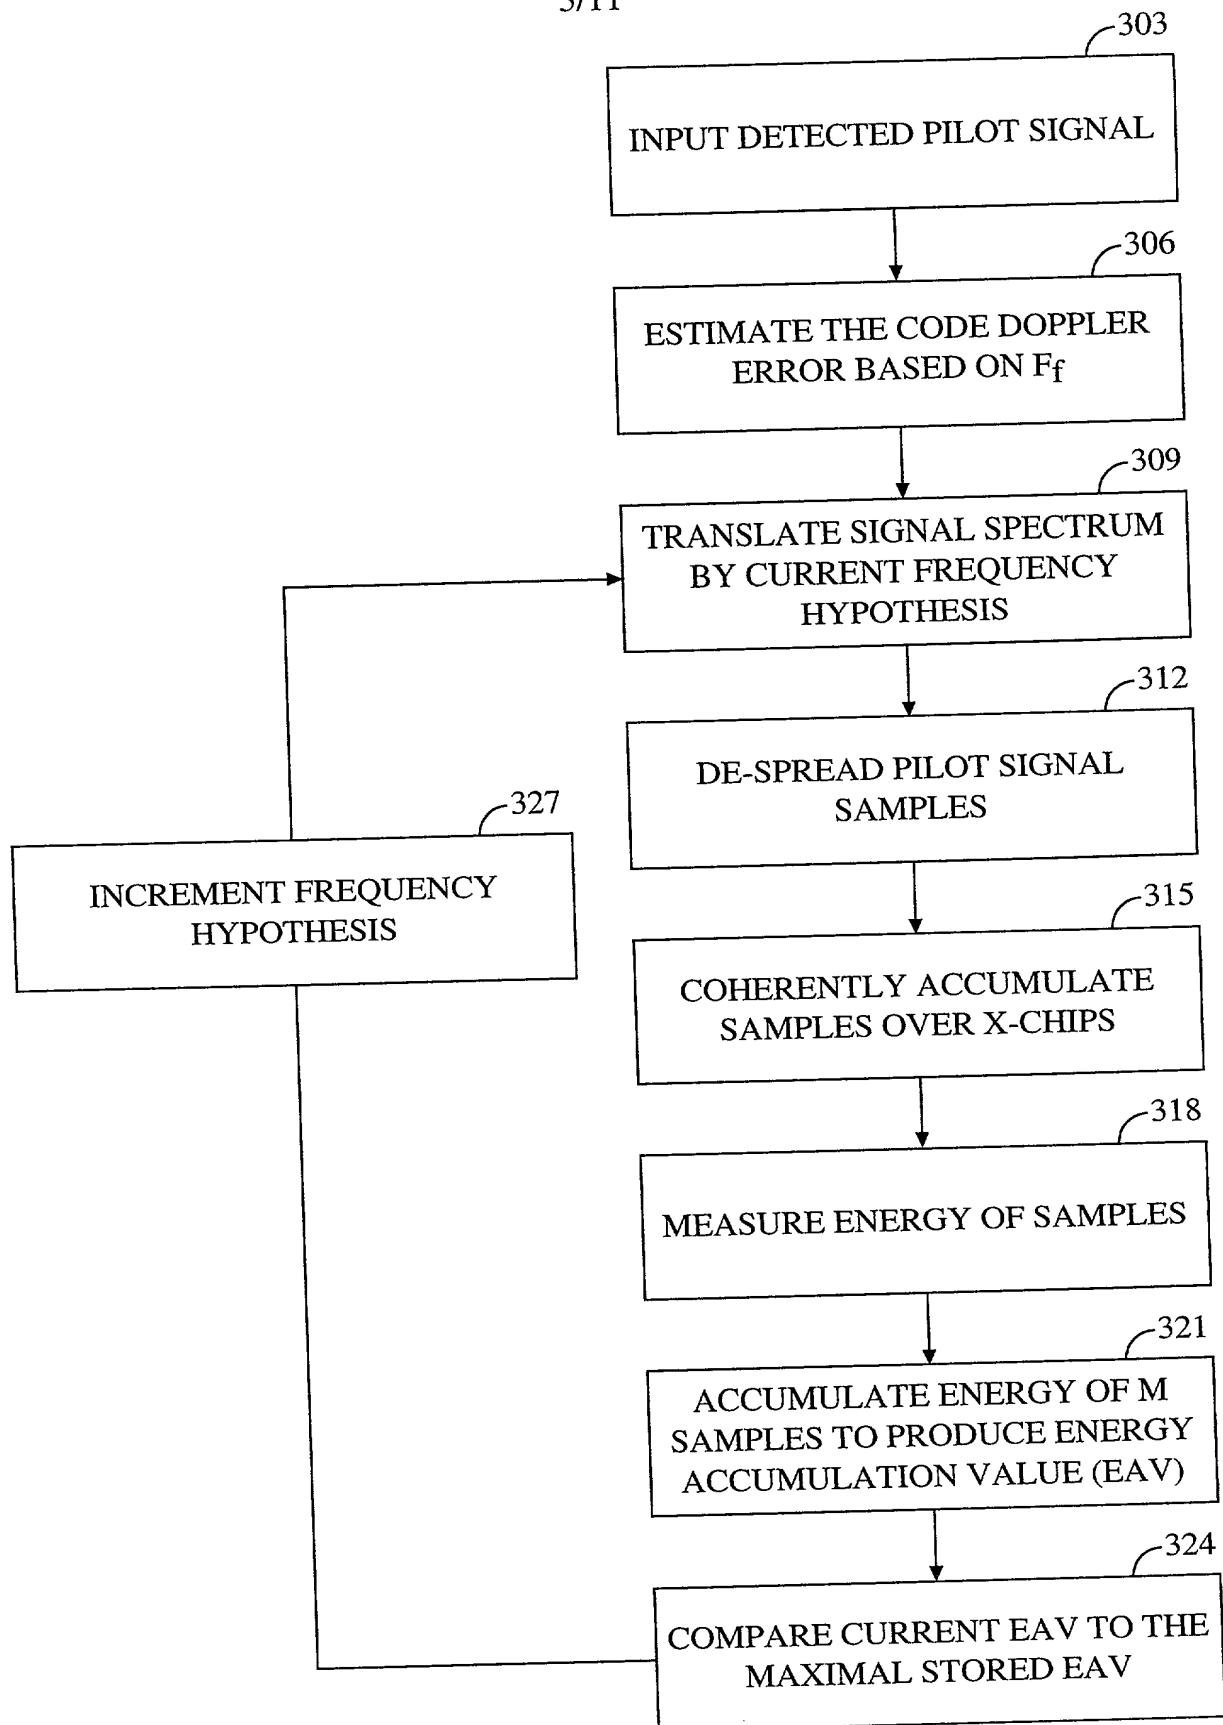 303
INPUT DETECTED PILOT SIGNAL
306
ESTIMATE THE CODE DOPPLER
ERROR BASED ON Ff
309
TRANSLATE SIGNAL SPECTRUM
BY CURRENT FREQUENCY
HYPOTHESIS
312
DE-SPREAD PILOT SIGNAL
SAMPLES
327
INCREMENT FREQUENCY
HYPOTHESIS
315
COHERENTLY ACCUMULATE
SAMPLES OVER X-CHIPS
318
MEASURE ENERGY OF SAMPLES
321
ACCUMULATE ENERGY OF M
SAMPLES TO PRODUCE ENERGY
ACCUMULATION VALUE (EAV)
324
COMPARE CURRENT EAV TO THE
MAXIMAL STORED EAV